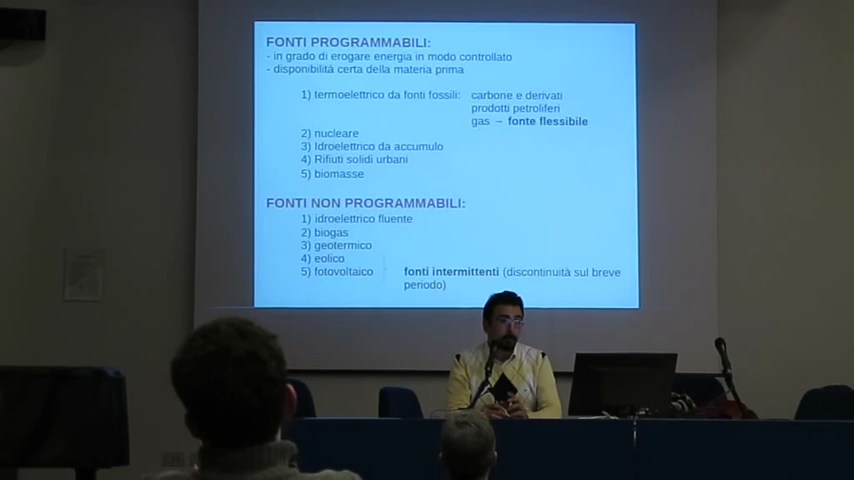 FONTI PROGRAMMABILI:
- in grado di erogare energia in modo controllato
- disponibilità certa della materia prima
1) termoelettrico da fonti fossili: carbone e derivati
prodotti petroliferi
gas → fonte flessibile
2) nucleare
3) Idroelettrico da accumulo
4) Rifiuti solidi urbani
5) biomasse
FONTI NON PROGRAMMABILI:
1) idroelettrico fluente
2) biogas
3) geotermico
4) eolico
5) fotovoltaico fonti intermittenti (discontinuità sul breve
periodo)